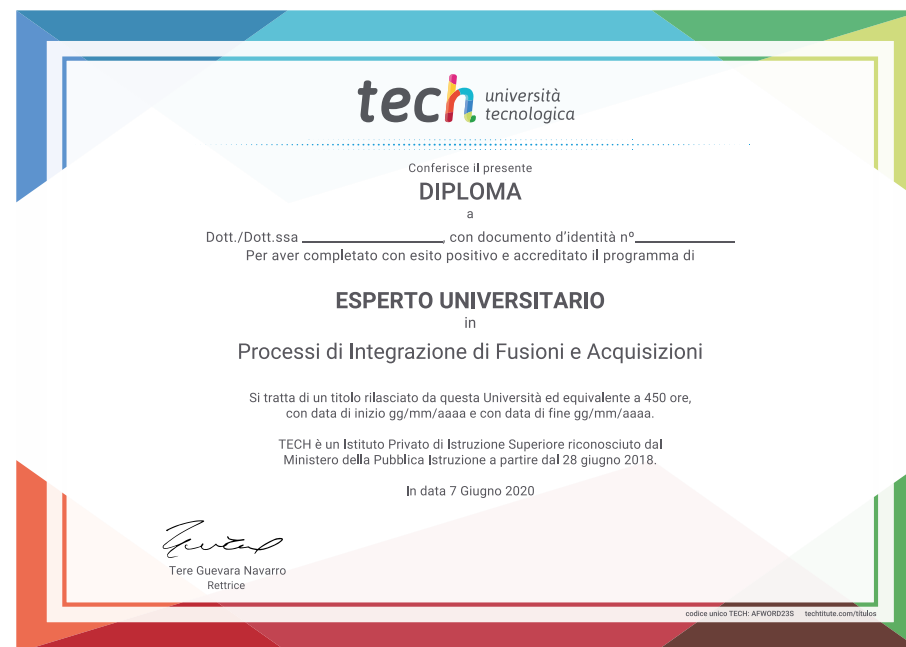 tech università
tecnologica
Conferisce il presente
DIPLOMA
a
Dott./Dott.ssa ____________________, con documento d'identità nº______________
Per aver completato con esito positivo e accreditato il programma di
ESPERTO UNIVERSITARIO
in
Processi di Integrazione di Fusioni e Acquisizioni
Si tratta di un titolo rilasciato da questa Università ed equivalente a 450 ore,
con data di inizio gg/mm/aaaa e con data di fine gg/mm/aaaa.
TECH è un Istituto Privato di Istruzione Superiore riconosciuto dal
Ministero della Pubblica Istruzione a partire dal 28 giugno 2018.
In data 7 Giugno 2020
Tere Guevara Navarro
Rettrice
codice unico TECH: AFWORD23S techtitute.com/titulos